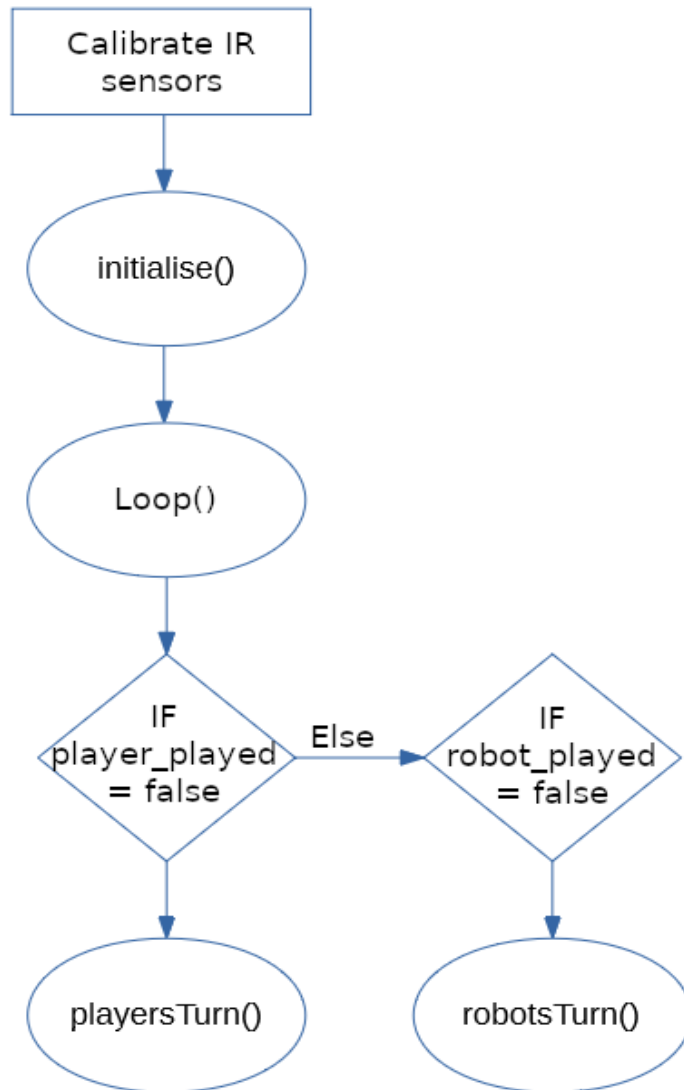 Calibrate IR
sensors
initialise()
Loop()
IF
player_played
= false
Else
IF
robot_played
= false
playersTurn()
robotsTurn()